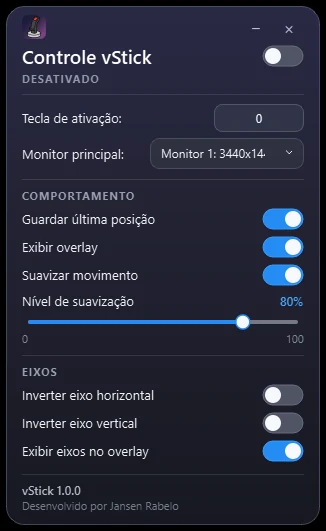 Controle vStick
DESATIVADO
Tecla de ativação: 0
Monitor principal: Monitor 1: 3440x14
COMPORTAMENTO
Guardar última posição
Exibir overlay
Suavizar movimento
Nível de suavização 80%
0 100
EIXOS
Inverter eixo horizontal
Inverter eixo vertical
Exibir eixos no overlay
vStick 1.0.0
Desenvolvido por Jansen Rabelo